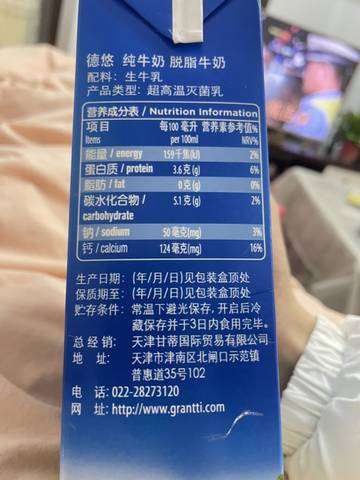 德悠 纯牛奶 脱脂牛奶
配料：生牛乳
产品类型：超高温灭菌乳
营养成分表 / Nutrition Information
项目 每100毫升 营养素参考值%
Items per 100ml NRV%
能量 / energy 159千焦(kJ) 2%
蛋白质 / protein 3.6克(g) 6%
脂肪 / fat 0克(g) 0%
碳水化合物 / 5.1克(g) 2%
carbohydrate
钠 / sodium 50毫克(mg) 3%
钙 / calcium 124毫克(mg) 16%
生产日期：(年/月/日)见包装盒顶处
保质期至：(年/月/日)见包装盒顶处
贮存条件：常温下避光保存,开启后冷
藏保存并于3日内食用完毕。
总经销：天津甘蒂国际贸易有限公司
地址：天津市津南区北闸口示范镇
普惠道35号102
电话：022-28273120
网址：http://www.grantti.com